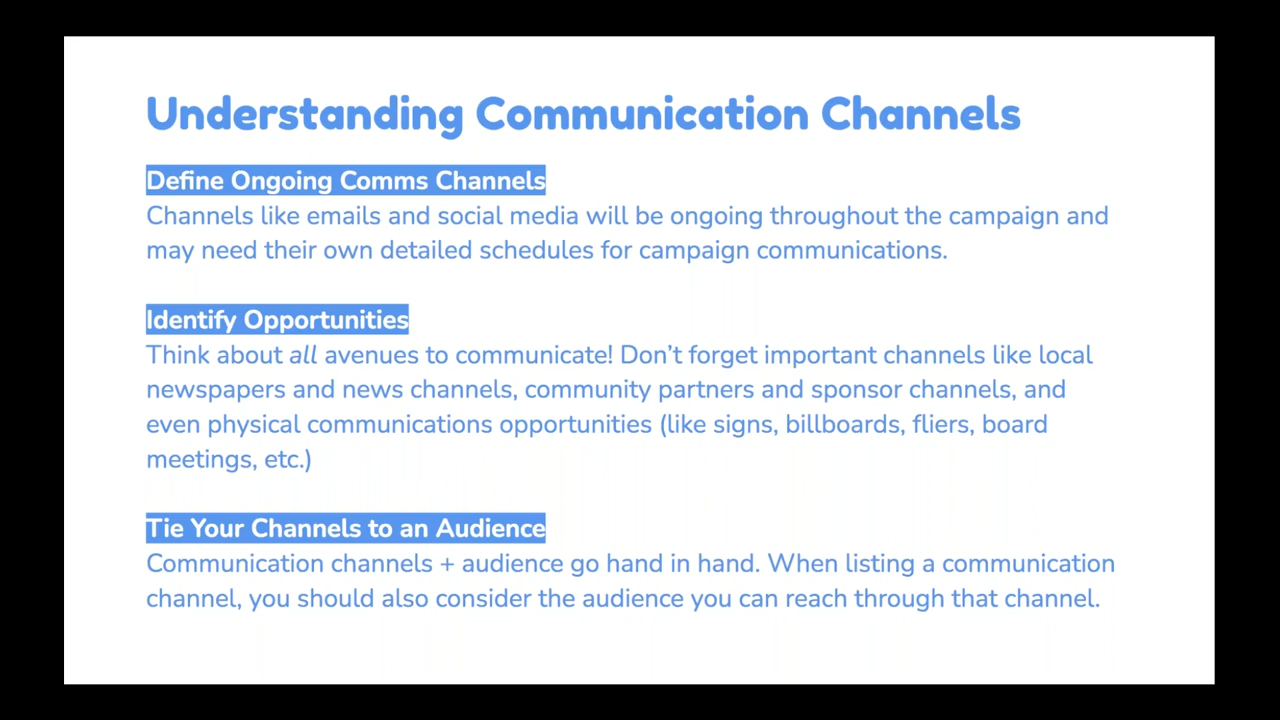 Understanding Communication Channels
Define Ongoing Comms Channels
Channels like emails and social media will be ongoing throughout the campaign and
may need their own detailed schedules for campaign communications.
Identify Opportunities
Think about all avenues to communicate! Don’t forget important channels like local
newspapers and news channels, community partners and sponsor channels, and
even physical communications opportunities (like signs, billboards, fliers, board
meetings, etc.)
Tie Your Channels to an Audience
Communication channels + audience go hand in hand. When listing a communication
channel, you should also consider the audience you can reach through that channel.